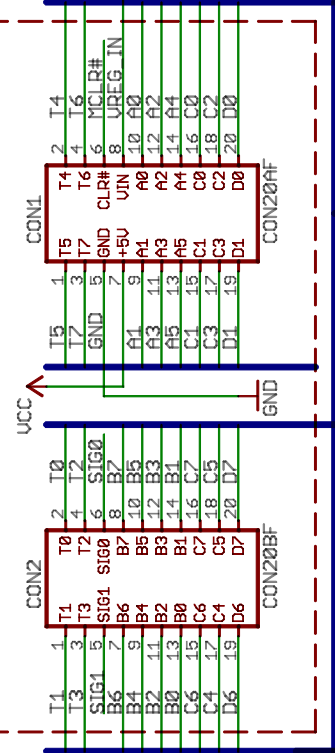 T4 T6 MCLR# VREG_IN A0 A2 A4 C0 C2 D0
2 4 6 8 10 12 14 16 18 20
CON1
T4 T6 CLR# VIN A0 A2 A4 C0 C2 D0
T5 T7 GND +5V A1 A3 A5 C1 C3 D1
CON20AF
1 3 5 7 9 11 13 15 17 19
T5 T7 GND A1 A3 A5 C1 C3 D1
VCC
GND
T0 T2 SIG0 B7 B5 B3 B1 C7 C5 D7
2 4 6 8 10 12 14 16 18 20
CON2
T0 T2 SIG0 B7 B5 B3 B1 C7 C5 D7
T1 T3 SIG1 B6 B4 B2 B0 C6 C4 D6
CON20BF
1 3 5 7 9 11 13 15 17 19
T1 T3 SIG1 B6 B4 B2 B0 C6 C4 D6